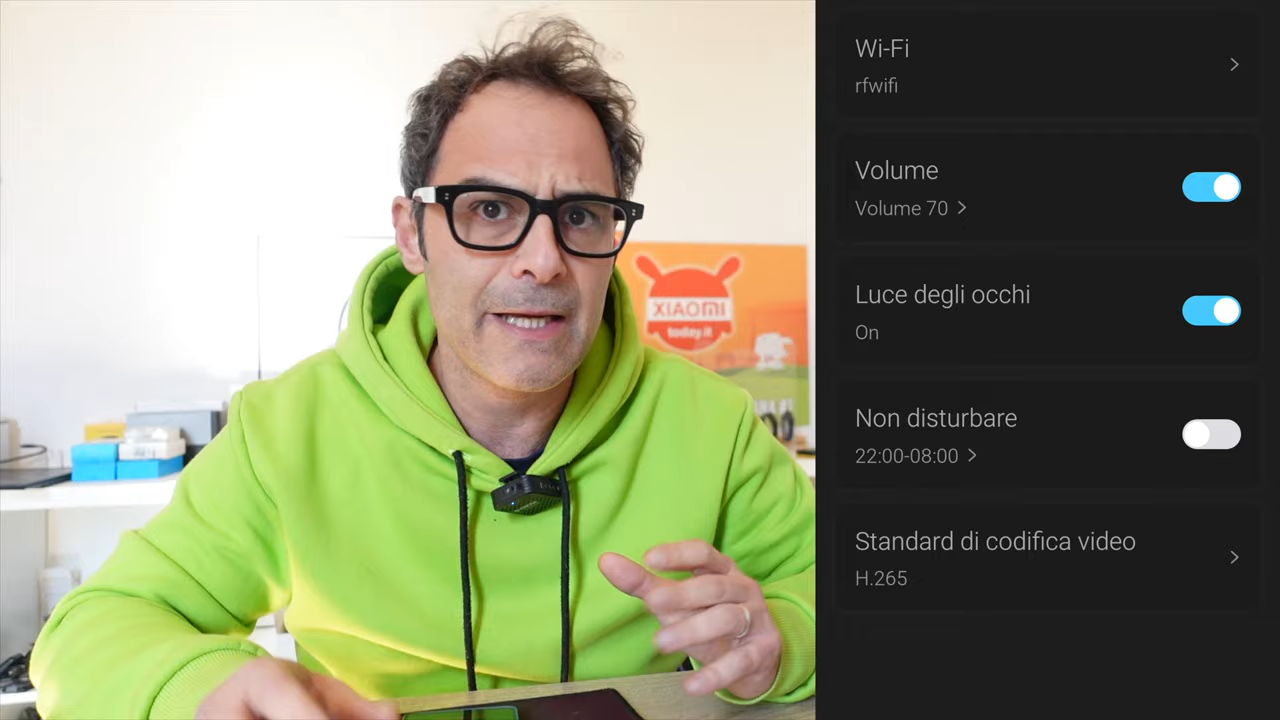 XIAOMI
today.it
Wi-Fi
rfwifi
Volume
Volume 70
Luce degli occhi
On
Non disturbare
22:00-08:00
Standard di codifica video
H.265